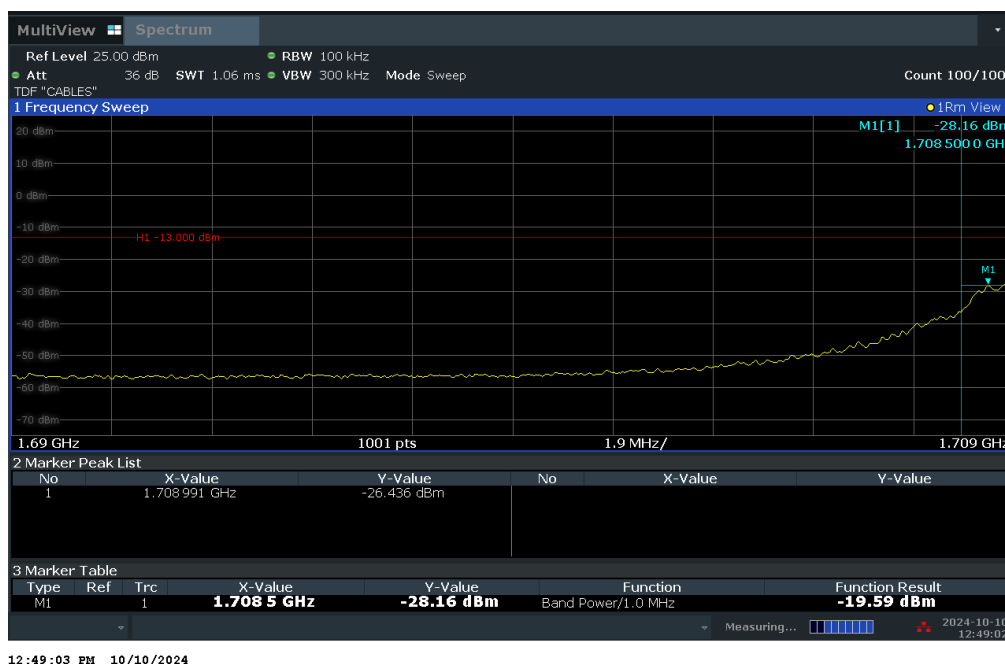 MultiView Spectrum
Ref Level 25.00 dBm RBW 100 kHz
Att 36 dB SWT 1.06 ms VBW 300 kHz Mode Sweep Count 100/100
TDF "CABLES"
1 Frequency Sweep 1Rm View
M1[1] -28.16 dBm
1.708 500 0 GH
20 dBm
10 dBm
0 dBm
-10 dBm
H1 -13.000 dBm
-20 dBm
M1
-30 dBm
-40 dBm
-50 dBm
-60 dBm
-70 dBm
1.69 GHz 1001 pts 1.9 MHz/ 1.709 GHz
2 Marker Peak List
No X-Value Y-Value No X-Value Y-Value
1 1.708 991 GHz -26.436 dBm
3 Marker Table
Type Ref Trc X-Value Y-Value Function Function Result
M1 1 1.708 5 GHz -28.16 dBm Band Power/1.0 MHz -19.59 dBm
Measuring... 2024-10-10
12:49:02
12:49:03 PM 10/10/2024